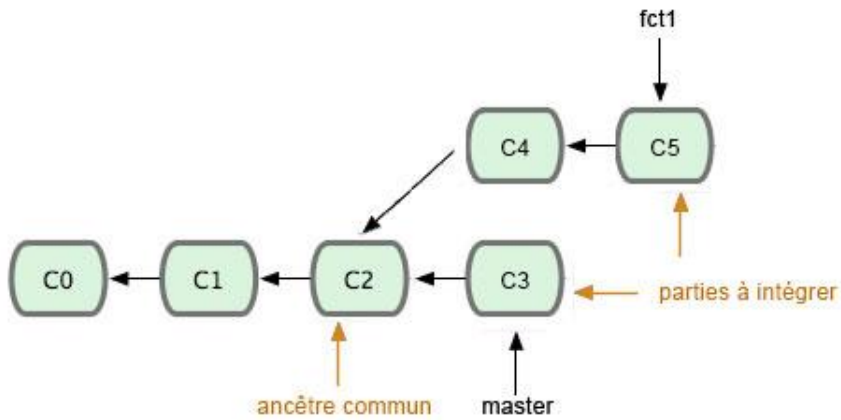 fct1
C4
C5
C0
C1
C2
C3
parties à intégrer
ancêtre commun
master